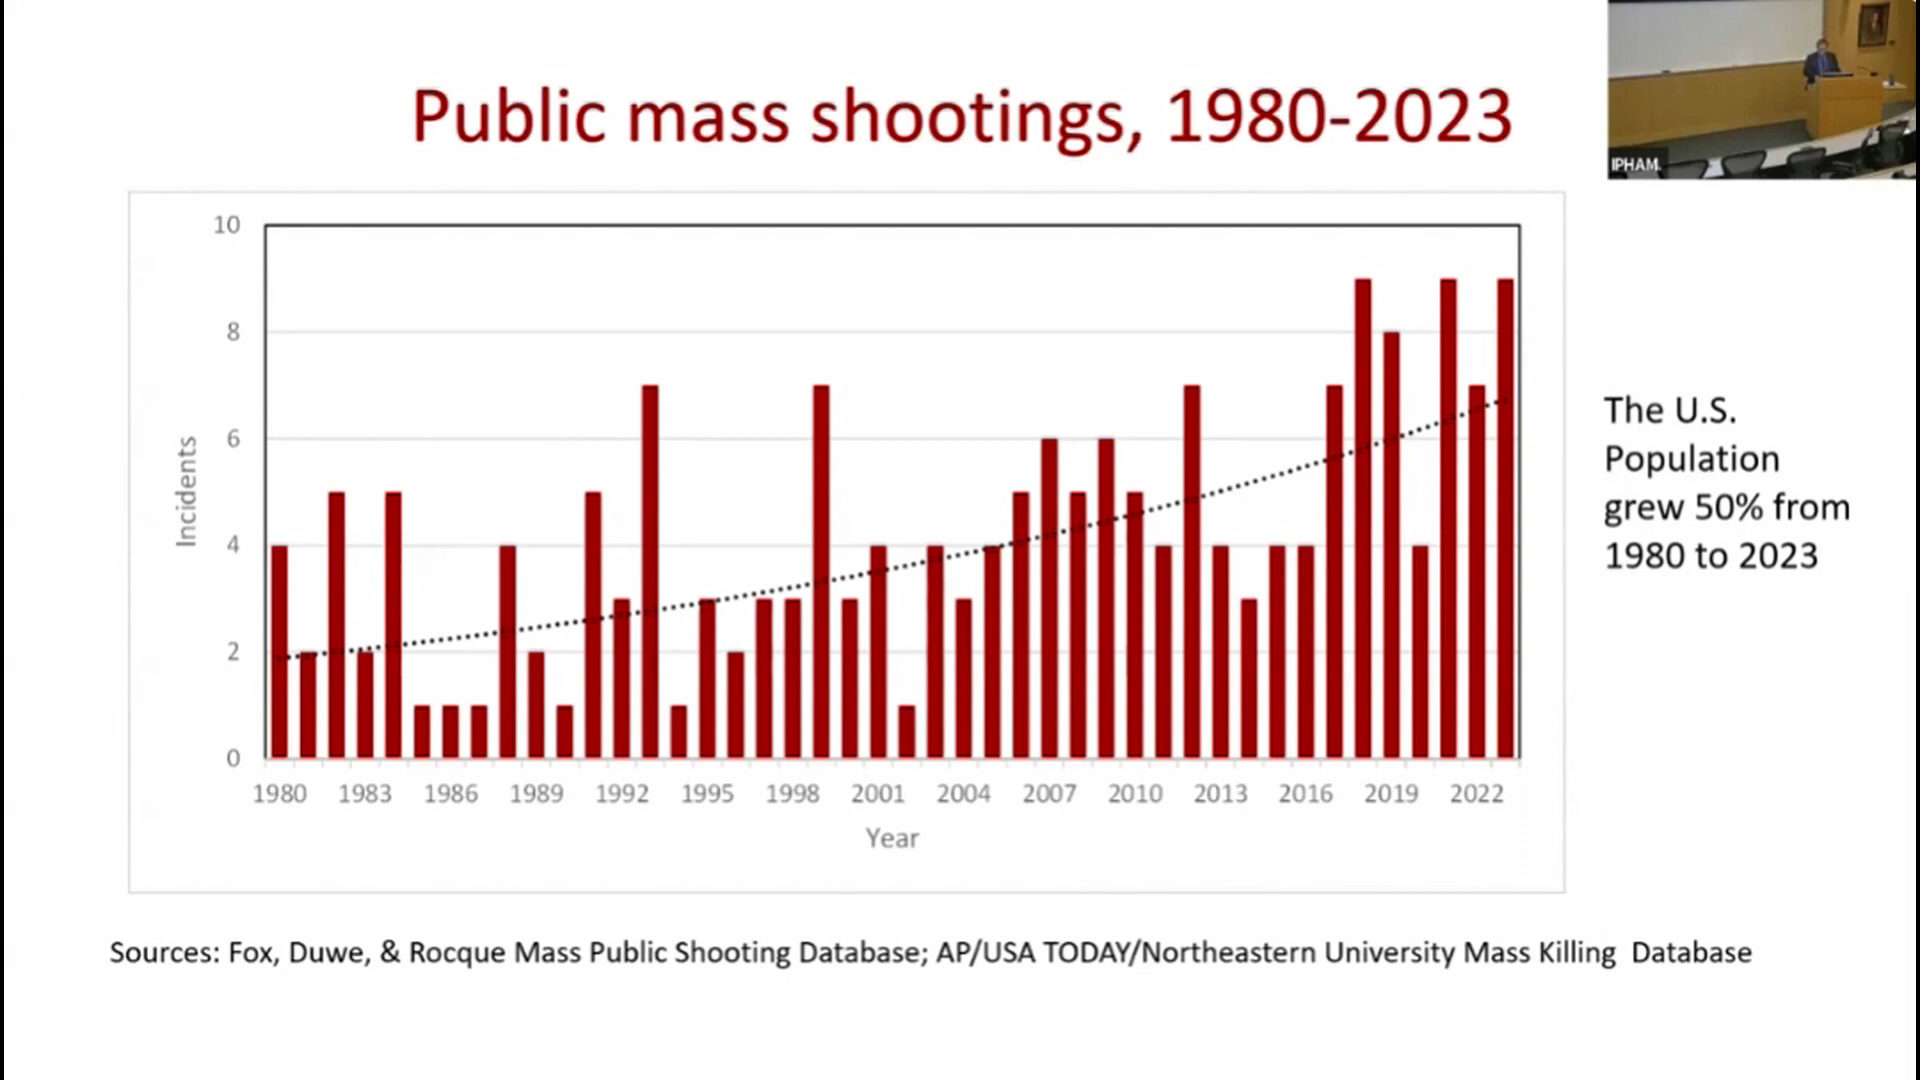 Public mass shootings, 1980-2023
IPHAM
10
8
6
4
2
0
Incidents
1980 1983 1986 1989 1992 1995 1998 2001 2004 2007 2010 2013 2016 2019 2022
Year
The U.S.
Population
grew 50% from
1980 to 2023
Sources: Fox, Duwe, & Rocque Mass Public Shooting Database; AP/USA TODAY/Northeastern University Mass Killing Database